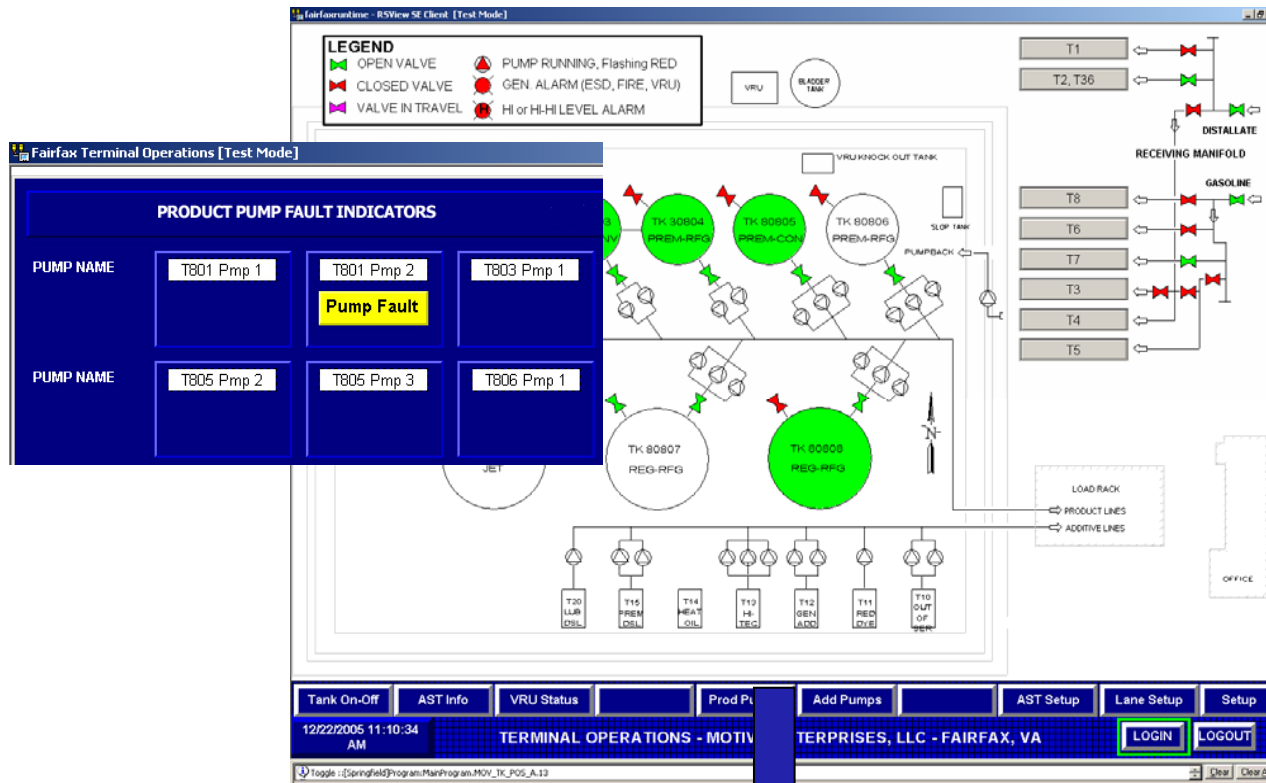 fairfaxruntime - RSView SE Client [Test Mode]
LEGEND
OPEN VALVE
PUMP RUNNING, Flashing RED
CLOSED VALVE
GEN. ALARM (ESD, FIRE, VRU)
VALVE IN TRAVEL
H
HI or HI-HI LEVEL ALARM
VRU
BLADDER
TANK
T1
T2, T36
DISTALLATE
RECEIVING MANIFOLD
GASOLINE
T8
T6
T7
T3
T4
T5
Fairfax Terminal Operations [Test Mode]
PRODUCT PUMP FAULT INDICATORS
PUMP NAME
T801 Pmp 1
T801 Pmp 2
T803 Pmp 1
Pump Fault
PUMP NAME
T805 Pmp 2
T805 Pmp 3
T806 Pmp 1
VRU KNOCK OUT TANK
SLOP TANK
PUMPBACK
3
NV
TK 30804
PREM-RFG
TK 80805
PREM-CON
TK 80806
PREM-RFG
N
JET
TK 80807
REG-RFG
TK 80808
REG-RFG
LOAD RACK
PRODUCT LINES
ADDITIVE LINES
OFFICE
T20
LUB
DSL
T15
PREM
DSL
T14
HEAT
OIL
T13
HI-
TEC
T12
GEN
ADD
T11
RED
DYE
T10
OUT
OF
SER
Tank On-Off
AST Info
VRU Status
Prod Pu
Add Pumps
AST Setup
Lane Setup
Setup
12/22/2005 11:10:34
AM
TERMINAL OPERATIONS - MOTIV TERPRISES, LLC - FAIRFAX, VA
LOGIN
LOGOUT
Toggle ::[Springfield]Program:MainProgram.MOV_TK_POS_A.13
Clear
Clear A